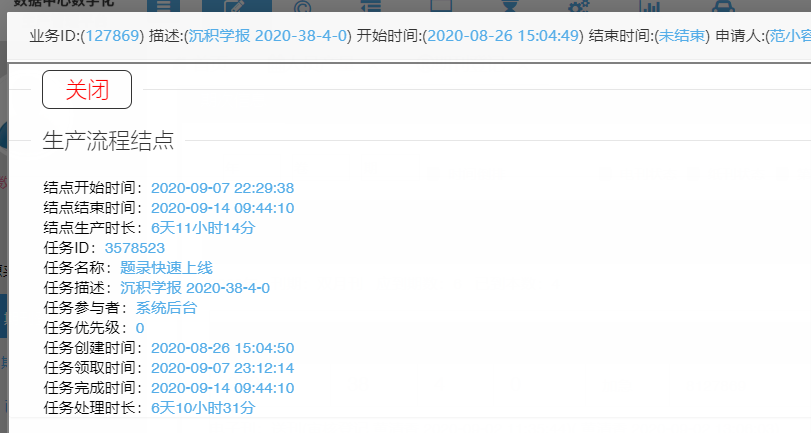 数据中心数字化
业务ID:(127869) 描述:(沉积学报 2020-38-4-0) 开始时间:(2020-08-26 15:04:49) 结束时间:(未结束) 申请人:(范小容
关闭
生产流程结点
结点开始时间：2020-09-07 22:29:38
结点结束时间：2020-09-14 09:44:10
结点生产时长：6天11小时14分
任务ID：3578523
任务名称：题录快速上线
任务描述：沉积学报 2020-38-4-0
任务参与者：系统后台
任务优先级：0
任务创建时间：2020-08-26 15:04:50
任务领取时间：2020-09-07 23:12:14
任务完成时间：2020-09-14 09:44:10
任务处理时长：6天10小时31分